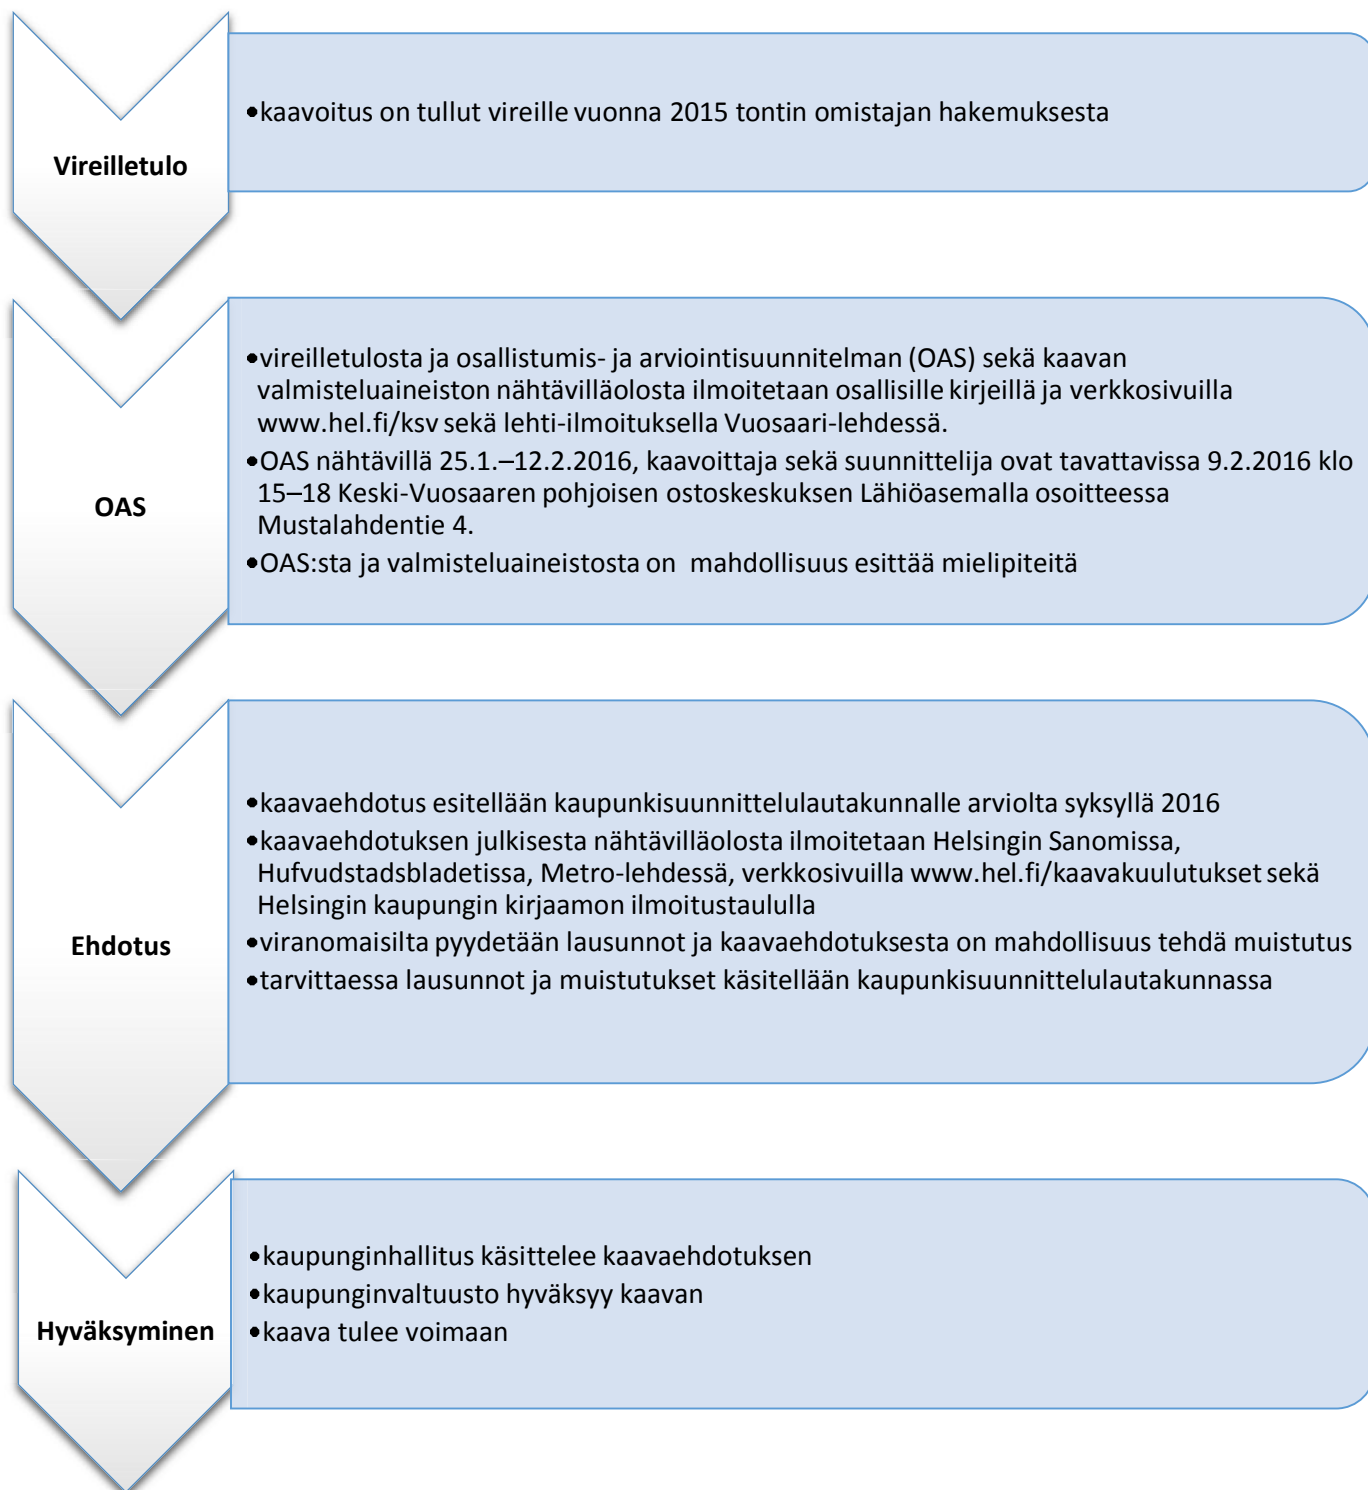 Vireilletulo
•kaavoitus on tullut vireille vuonna 2015 tontin omistajan hakemuksesta
OAS
•vireilletulosta ja osallistumis- ja arviointisuunnitelman (OAS) sekä kaavan
valmisteluaineiston nähtävilläolosta ilmoitetaan osallisille kirjeillä ja verkkosivuilla
www.hel.fi/ksv sekä lehti-ilmoituksella Vuosaari-lehdessä.
•OAS nähtävillä 25.1.–12.2.2016, kaavoittaja sekä suunnittelija ovat tavattavissa 9.2.2016 klo
15–18 Keski-Vuosaaren pohjoisen ostoskeskuksen Lähiöasemalla osoitteessa
Mustalahdentie 4.
•OAS:sta ja valmisteluaineistosta on mahdollisuus esittää mielipiteitä
Ehdotus
•kaavaehdotus esitellään kaupunkisuunnittelulautakunnalle arviolta syksyllä 2016
•kaavaehdotuksen julkisesta nähtävilläolosta ilmoitetaan Helsingin Sanomissa,
Hufvudstadsbladetissa, Metro-lehdessä, verkkosivuilla www.hel.fi/kaavakuulutukset sekä
Helsingin kaupungin kirjaamon ilmoitustaululla
•viranomaisilta pyydetään lausunnot ja kaavaehdotuksesta on mahdollisuus tehdä muistutus
•tarvittaessa lausunnot ja muistutukset käsitellään kaupunkisuunnittelulautakunnassa
Hyväksyminen
•kaupunginhallitus käsittelee kaavaehdotuksen
•kaupunginvaltuusto hyväksyy kaavan
•kaava tulee voimaan